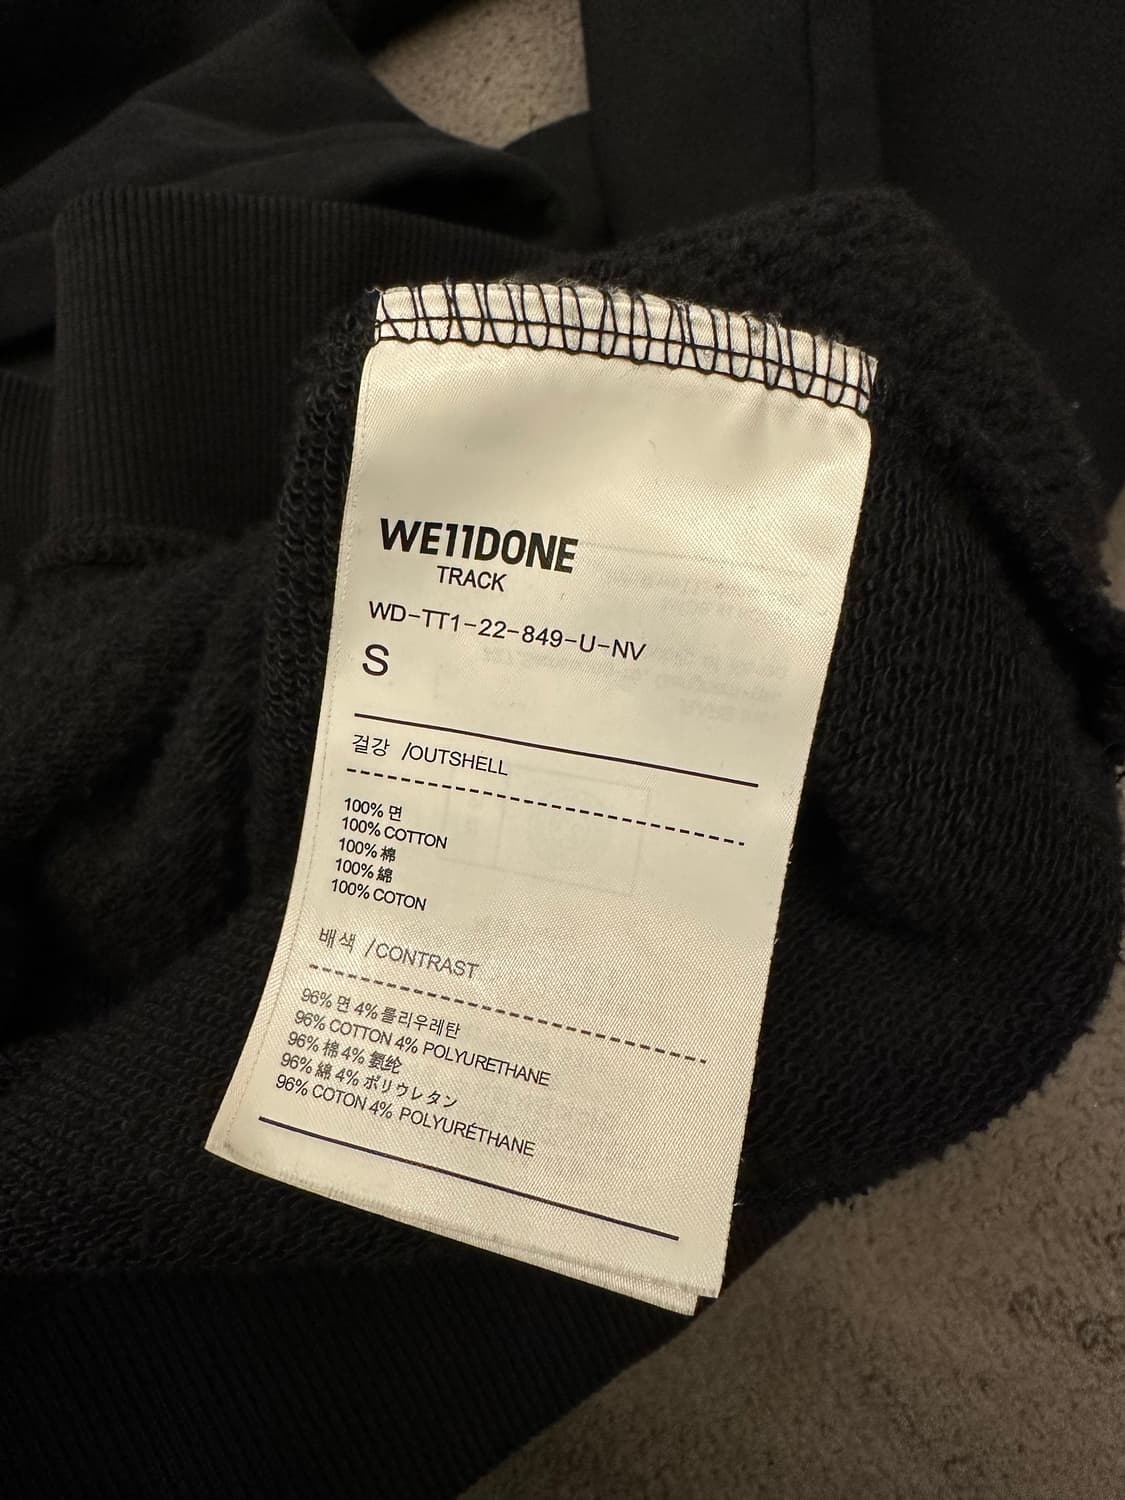 WE11DONE
TRACK
WD-TT1-22-849-U-NV
S
걸강 /OUTSHELL
100% 면
100% COTTON
100% 棉
100% 綿
100% COTON
배색 /CONTRAST
96% 면 4% 폴리우레탄
96% COTTON 4% POLYURETHANE
96% 棉 4% 氨纶
96% 綿 4% ポリウレタン
96% COTON 4% POLYURÉTHANE